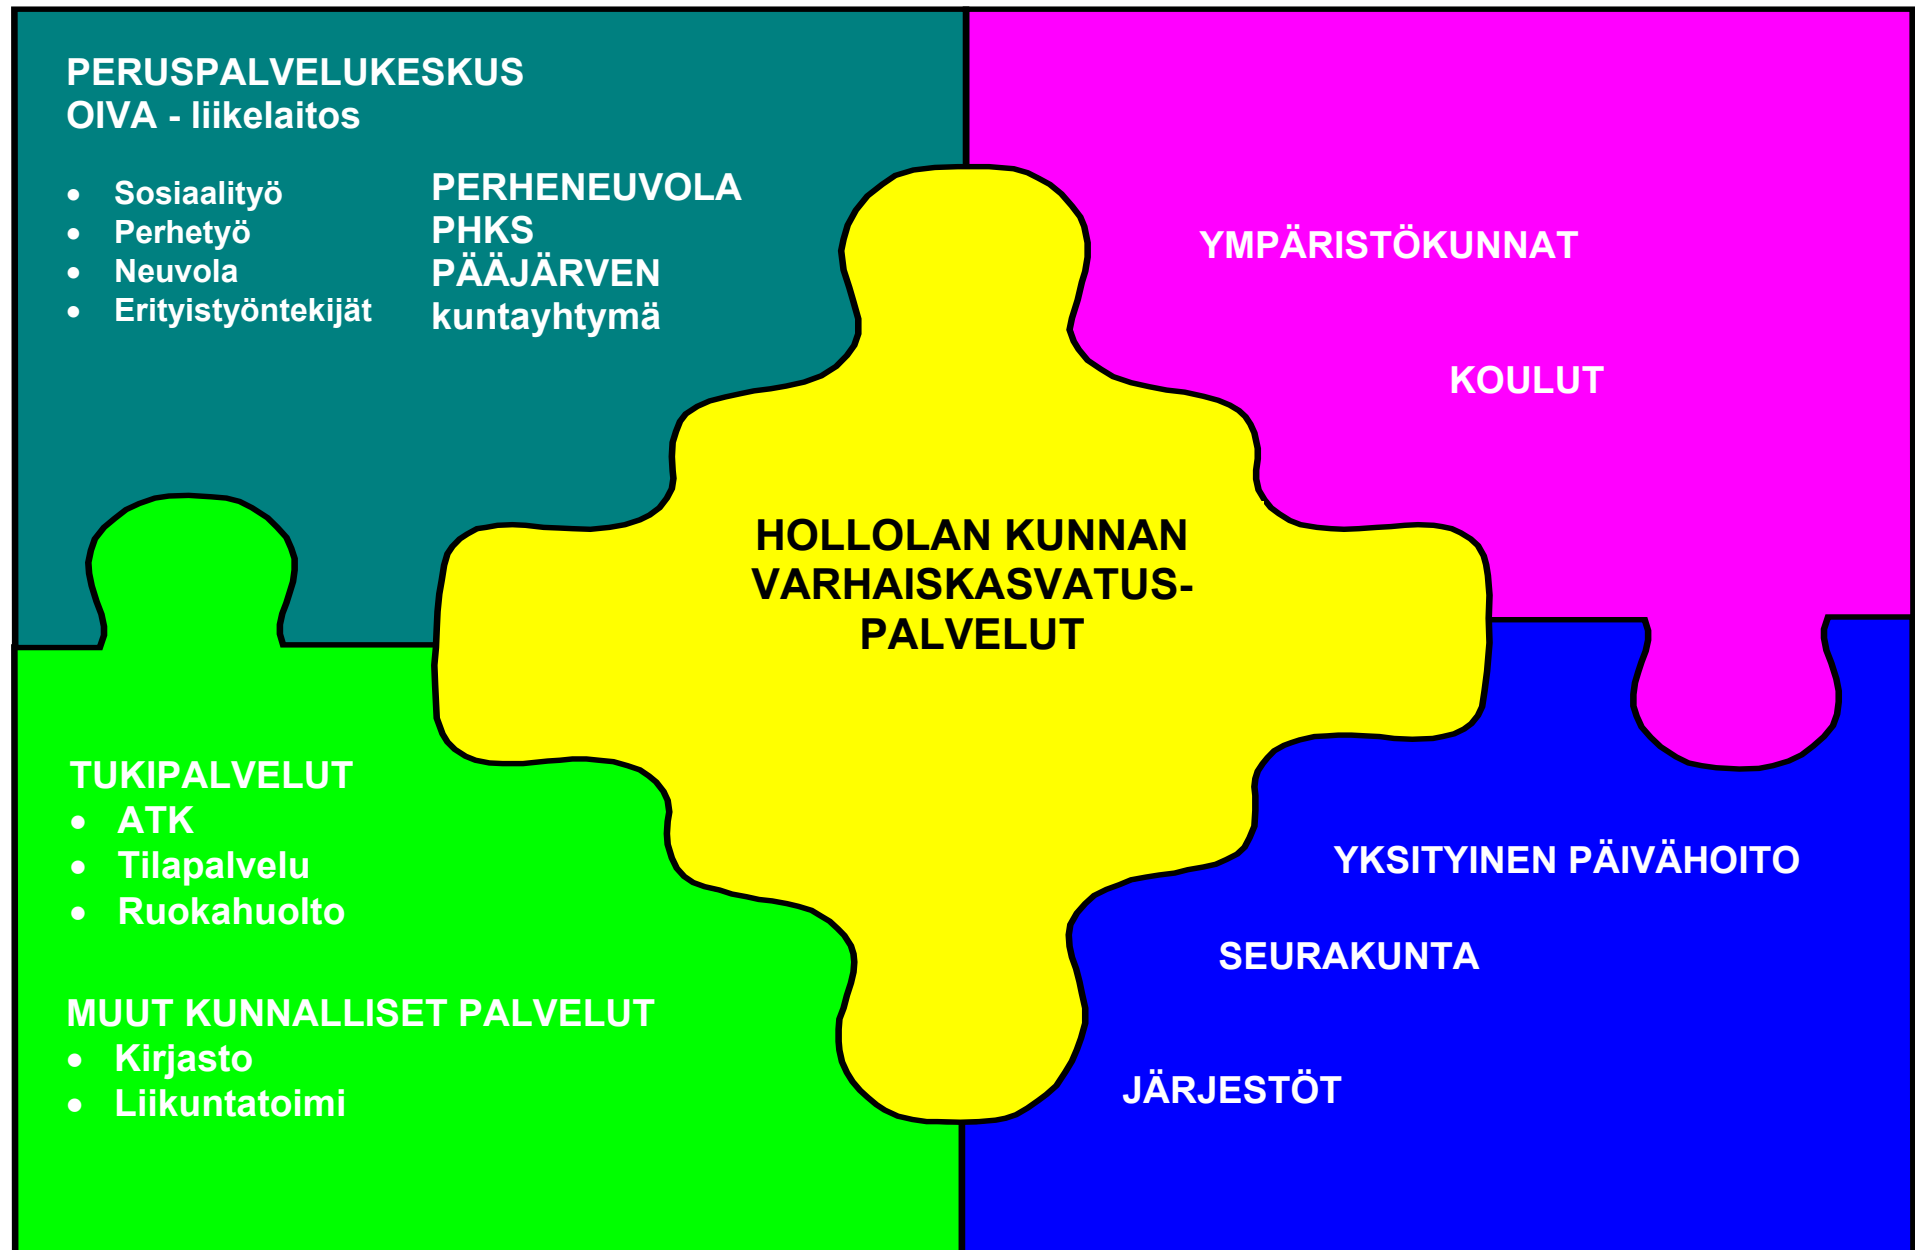 PERUSPALVELUKESKUS
OIVA - liikelaitos
• Sosiaalityö
• Perhetyö
• Neuvola
• Erityistyöntekijät
PERHENEUVOLA
PHKS
PÄÄJÄRVEN
kuntayhtymä
YMPÄRISTÖKUNNAT
KOULUT
HOLLOLAN KUNNAN
VARHAISKASVATUS-
PALVELUT
TUKIPALVELUT
• ATK
• Tilapalvelu
• Ruokahuolto
MUUT KUNNALLISET PALVELUT
• Kirjasto
• Liikuntatoimi
YKSITYINEN PÄIVÄHOITO
SEURAKUNTA
JÄRJESTÖT